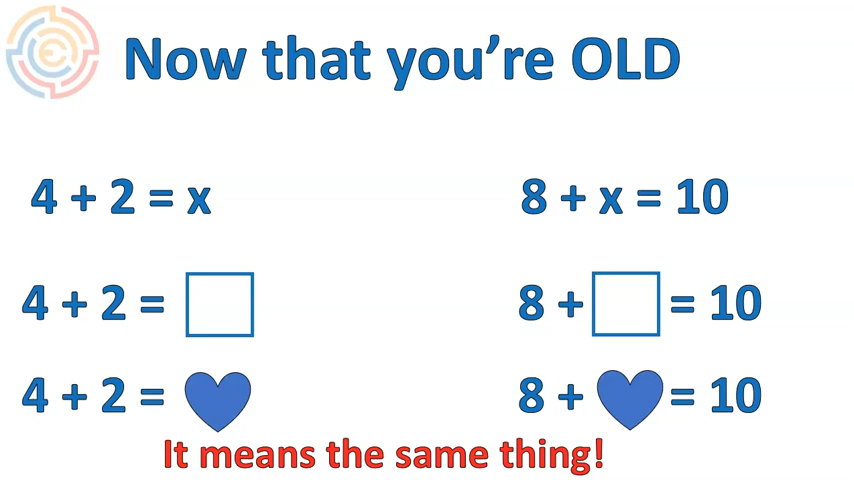 Now that you're OLD
4 + 2 = x
8 + x = 10
4 + 2 =
8 + = 10
4 + 2 =
8 + = 10
It means the same thing!